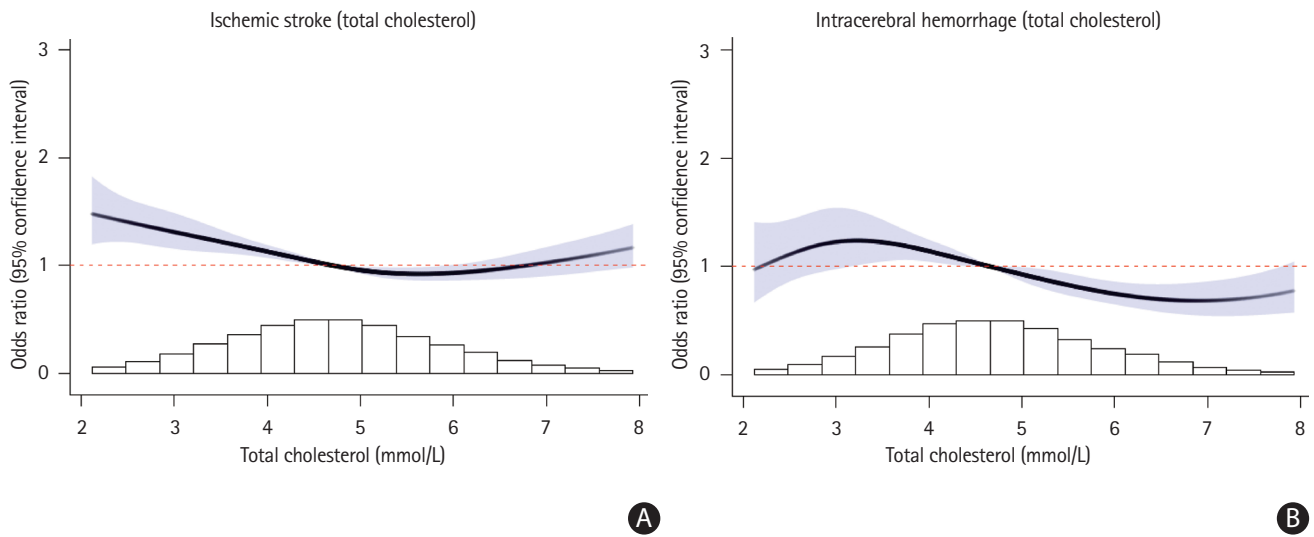 Ischemic stroke (total cholesterol)
Odds ratio (95% confidence interval)
3
2
1
0
2 3 4 5 6 7 8
Total cholesterol (mmol/L)
A
Intracerebral hemorrhage (total cholesterol)
Odds ratio (95% confidence interval)
3
2
1
0
2 3 4 5 6 7 8
Total cholesterol (mmol/L)
B